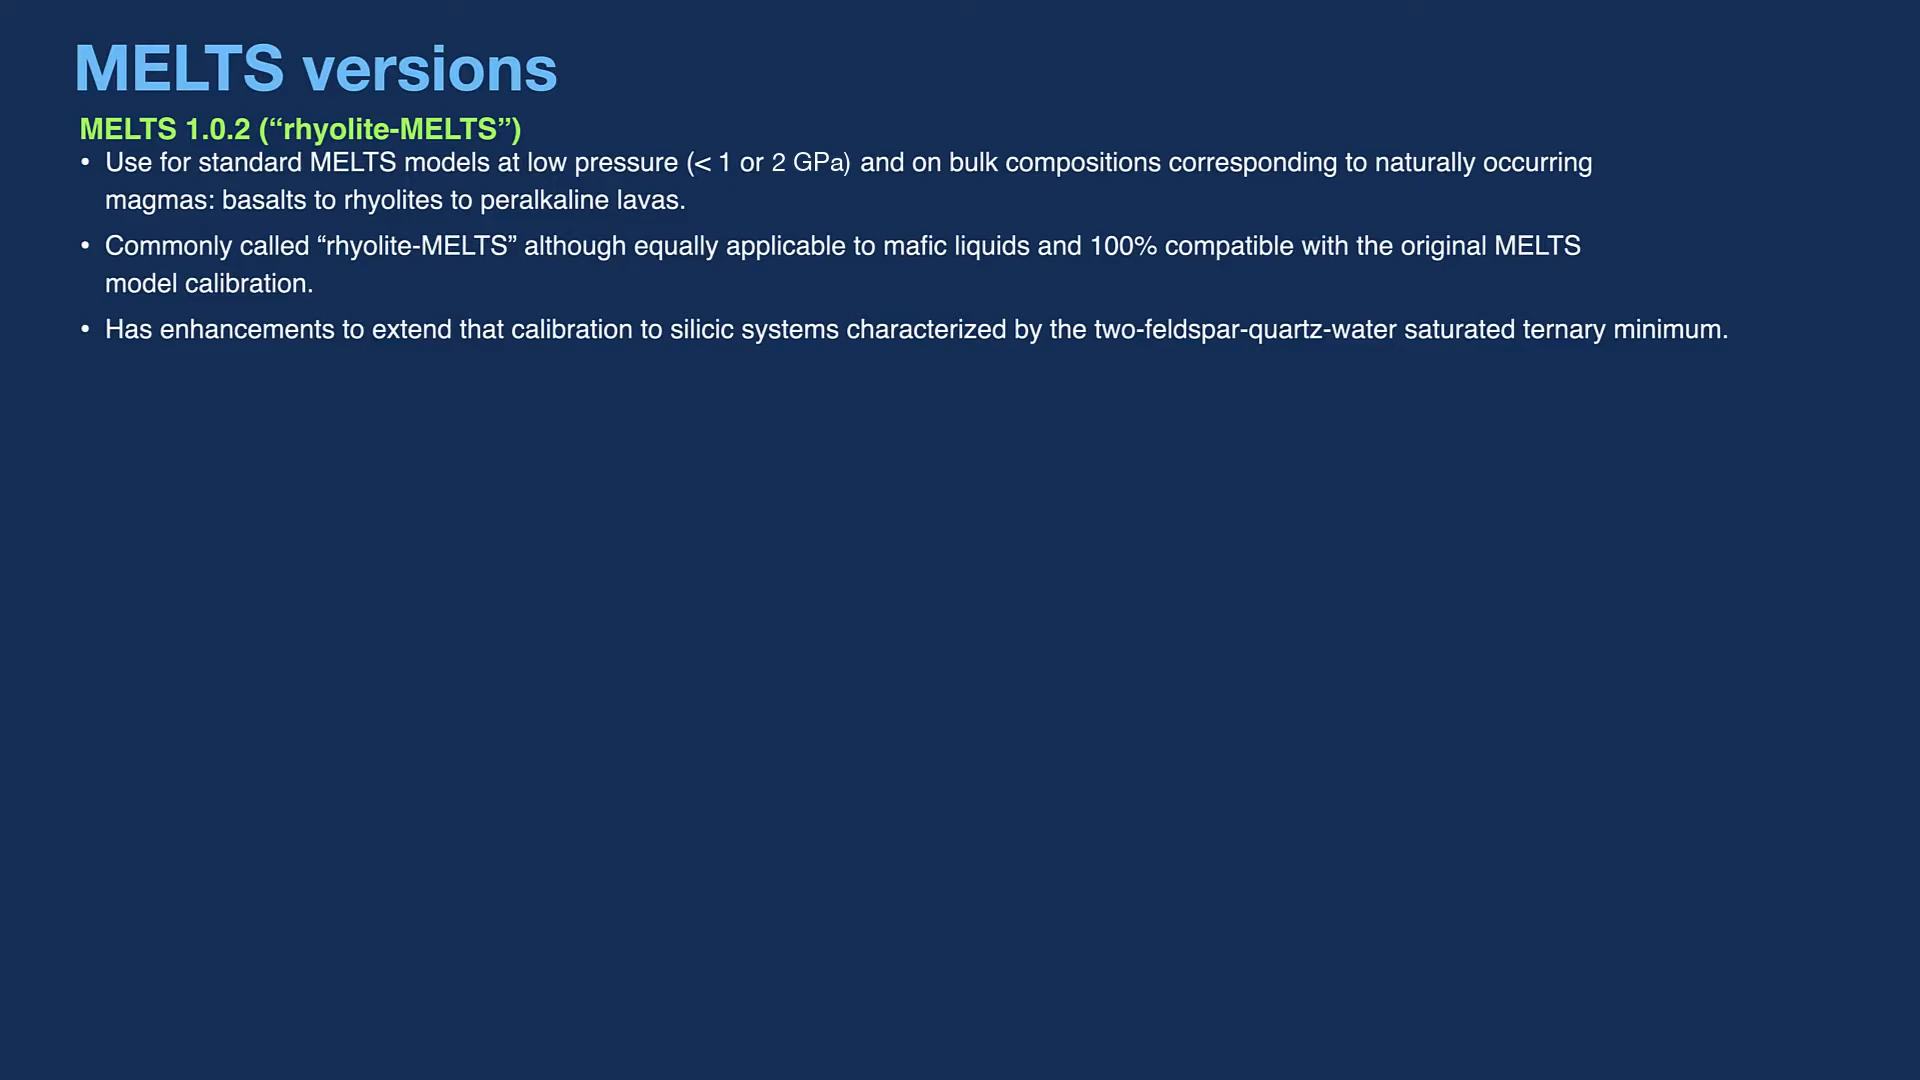 MELTS versions
MELTS 1.0.2 (“rhyolite-MELTS”)
• Use for standard MELTS models at low pressure (< 1 or 2 GPa) and on bulk compositions corresponding to naturally occurring
magmas: basalts to rhyolites to peralkaline lavas.
• Commonly called “rhyolite-MELTS” although equally applicable to mafic liquids and 100% compatible with the original MELTS
model calibration.
• Has enhancements to extend that calibration to silicic systems characterized by the two-feldspar-quartz-water saturated ternary minimum.